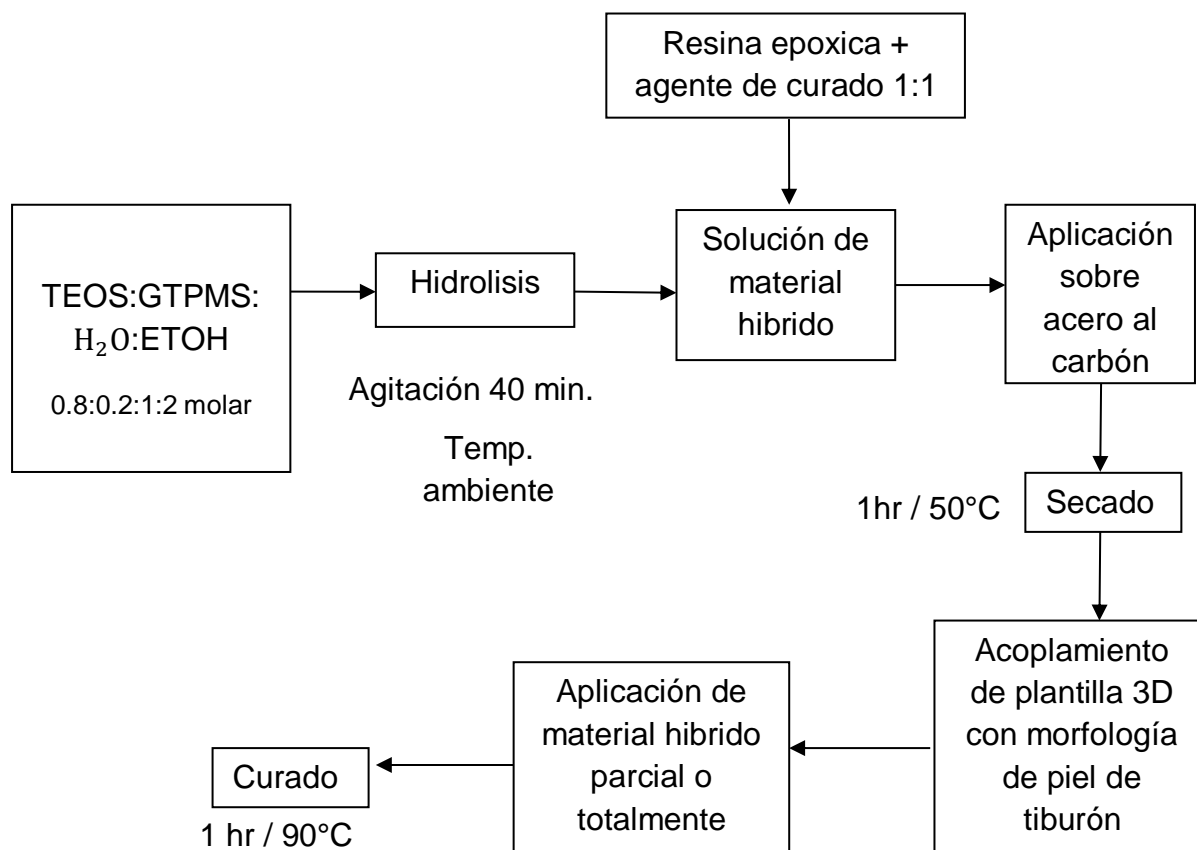 Resina epoxica +
agente de curado 1:1
TEOS:GTPMS:
H₂O:ETOH
0.8:0.2:1:2 molar
Hidrolisis
Agitación 40 min.
Temp.
ambiente
Solución de
material
hibrido
Aplicación
sobre
acero al
carbón
1hr / 50°C
Secado
Acoplamiento
de plantilla 3D
con morfología
de piel de
tiburón
Aplicación de
material hibrido
parcial o
totalmente
Curado
1 hr / 90°C